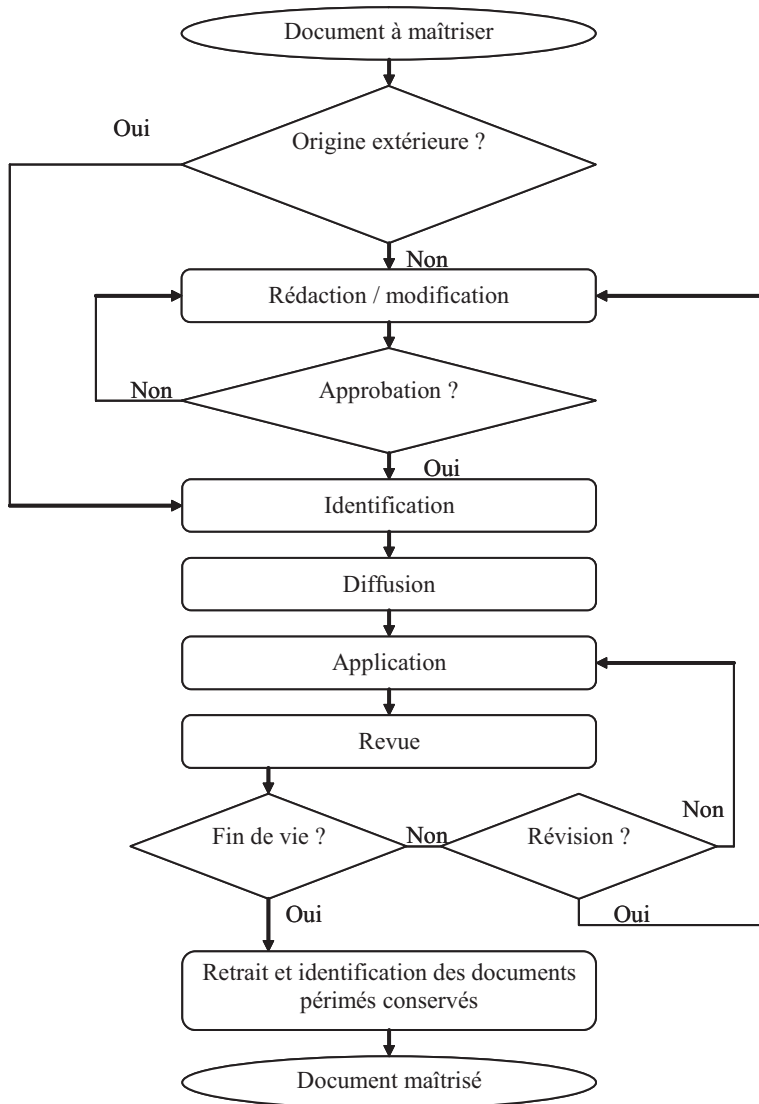 Document à maîtriser
Oui
Origine extérieure ?
Non
Rédaction / modification
Non
Approbation ?
Oui
Identification
Diffusion
Application
Revue
Non
Fin de vie ?
Non
Révision ?
Oui
Oui
Retrait et identification des documents
périmés conservés
Document maîtrisé